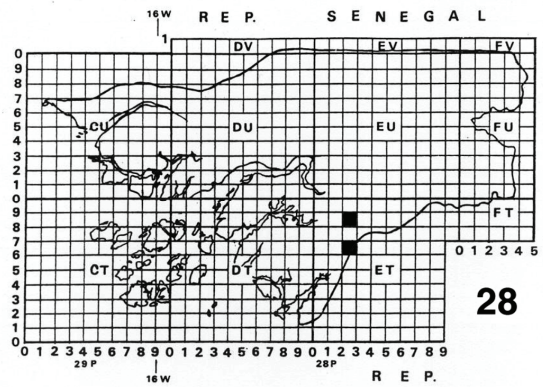 16 W REP. SENEGAL
1 DV EV FV
0
9
8
7
6
5 CU DU EU FU
4
3
2
1
0
9 FT
8
7
6 0 1 2 3 4 5
5 CT DT ET
4
3
2
1
0
28
0 1 2 3 4 5 6 7 8 9 0 1 2 3 4 5 6 7 8 9 0 1 2 3 4 5 6 7 8 9
29 P 28 P
16 W REP.